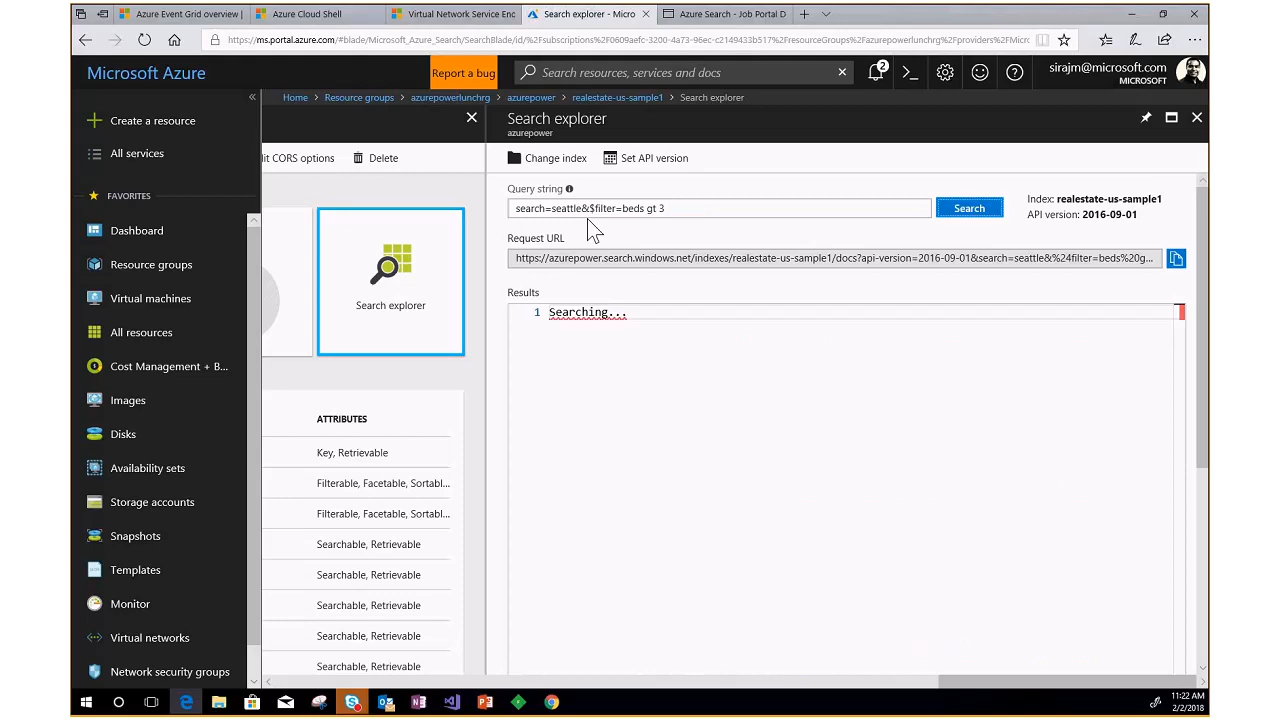 Azure Event Grid overview |
Azure Cloud Shell
Virtual Network Service Enc
Search explorer - Micro
Azure Search - Job Portal D
https://ms.portal.azure.com/#blade/Microsoft_Azure_Search/SearchBlade/id/%2Fsubscriptions%2F0609aefc-3200-4a73-96ec-c2149433b517%2FresourceGroups%2Fazurepowerlunchrg%2Fproviders%2FMicrc
Microsoft Azure
Report a bug
Search resources, services and docs
2
sirajm@microsoft.com
MICROSOFT
Home > Resource groups > azurepowerlunchrg > azurepower > realestate-us-sample1 > Search explorer
Create a resource
All services
FAVORITES
Dashboard
Resource groups
Virtual machines
All resources
Cost Management + B...
Images
Disks
Availability sets
Storage accounts
Snapshots
Templates
Monitor
Virtual networks
Network security groups
lit CORS options
Delete
Search explorer
ATTRIBUTES
Key, Retrievable
Filterable, Facetable, Sortabl...
Filterable, Facetable, Sortabl...
Searchable, Retrievable
Searchable, Retrievable
Searchable, Retrievable
Searchable, Retrievable
Searchable, Retrievable
Search explorer
azurepower
Change index
Set API version
Query string
search=seattle&$filter=beds gt 3
Search
Index: realestate-us-sample1
API version: 2016-09-01
Request URL
https://azurepower.search.windows.net/indexes/realestate-us-sample1/docs?api-version=2016-09-01&search=seattle&%24filter=beds%20g...
Results
1 Searching...
11:22 AM
2/2/2018